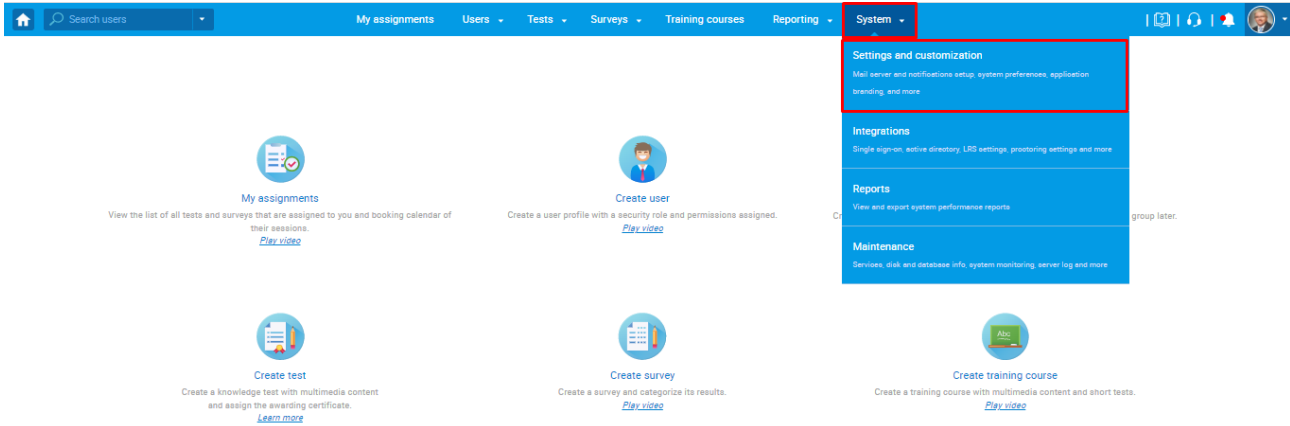 Search users
My assignments Users Tests Surveys Training courses Reporting System
Settings and customization
Mail server and notifications setup, system preferences, application
branding, and more
Integrations
Single sign-on, active directory, LRS settings, proctoring settings and more
Reports
View and export system performance reports
Maintenance
Services, disk and database info, system monitoring, server log and more
My assignments
View the list of all tests and surveys that are assigned to you and booking calendar of
their sessions.
Play video
Create user
Create a user profile with a security role and permissions assigned.
Play video
group later.
Create test
Create a knowledge test with multimedia content
and assign the awarding certificate.
Learn more
Create survey
Create a survey and categorize its results.
Play video
Abc
Create training course
Create a training course with multimedia content and short tests.
Play video